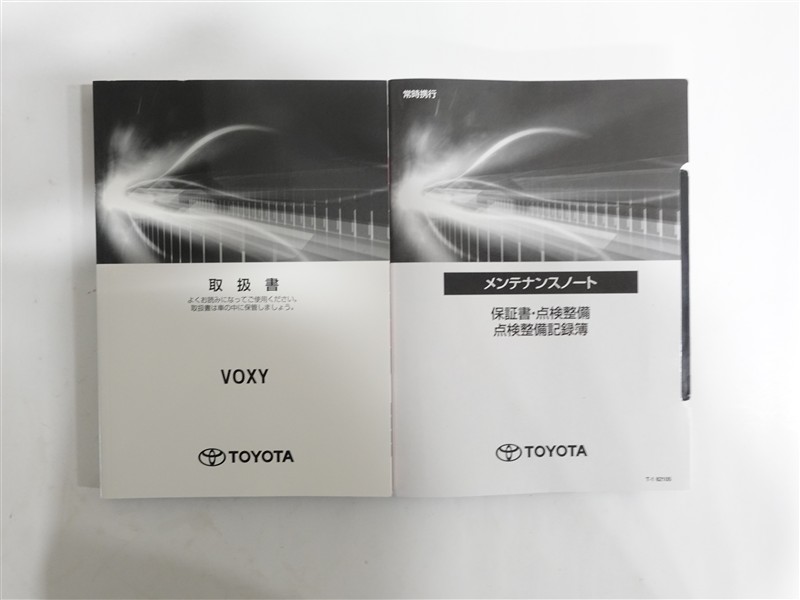 取扱書
よくお読みになってご使用ください。
取扱書は車の中に保管しましょう。
VOXY
TOYOTA
常時携行
メンテナンスノート
保証書・点検整備
点検整備記録簿
TOYOTA